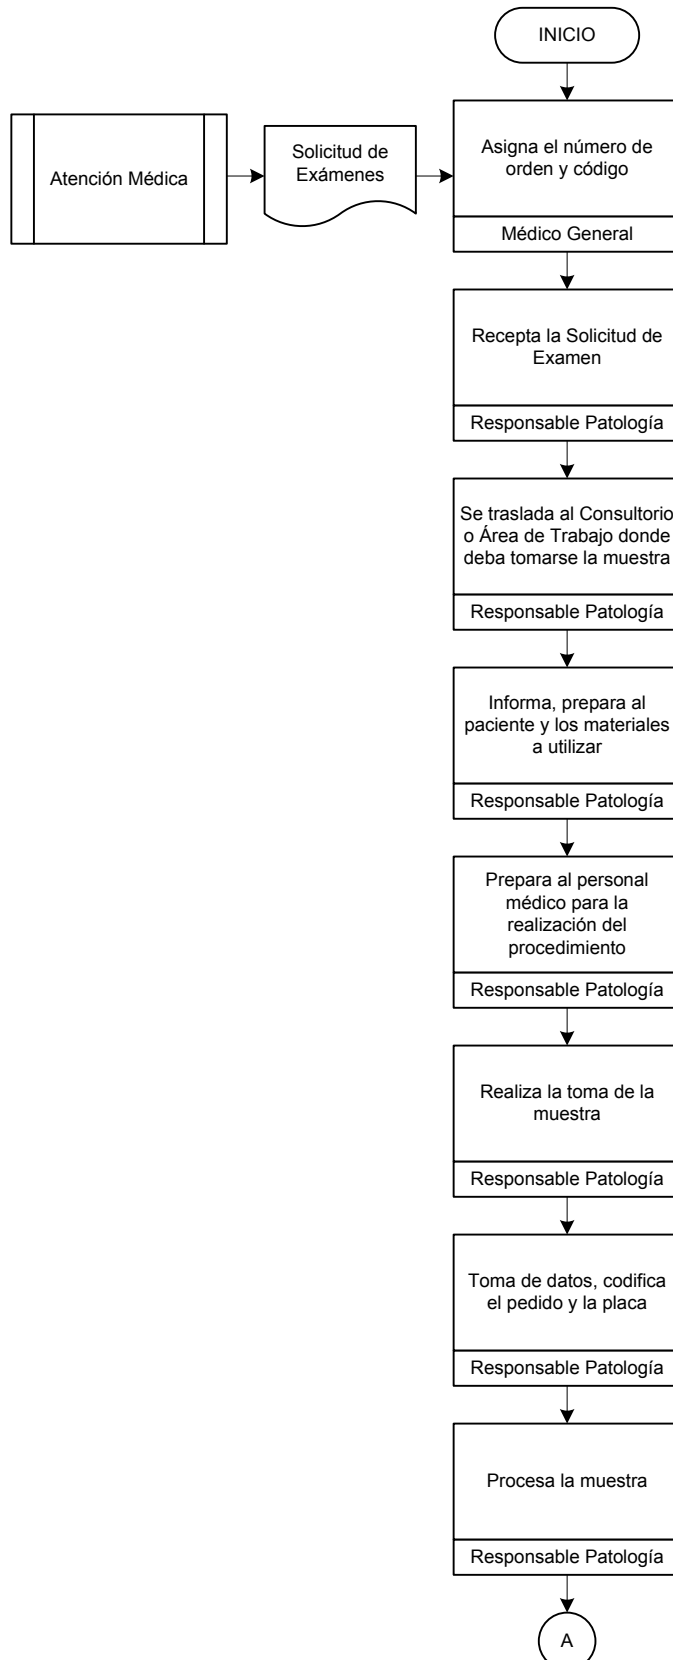 INICIO
Atención Médica
Solicitud de
Exámenes
Asigna el número de
orden y código
Médico General
Recepta la Solicitud de
Examen
Responsable Patología
Se traslada al Consultorio
o Área de Trabajo donde
deba tomarse la muestra
Responsable Patología
Informa, prepara al
paciente y los materiales
a utilizar
Responsable Patología
Prepara al personal
médico para la
realización del
procedimiento
Responsable Patología
Realiza la toma de la
muestra
Responsable Patología
Toma de datos, codifica
el pedido y la placa
Responsable Patología
Procesa la muestra
Responsable Patología
A